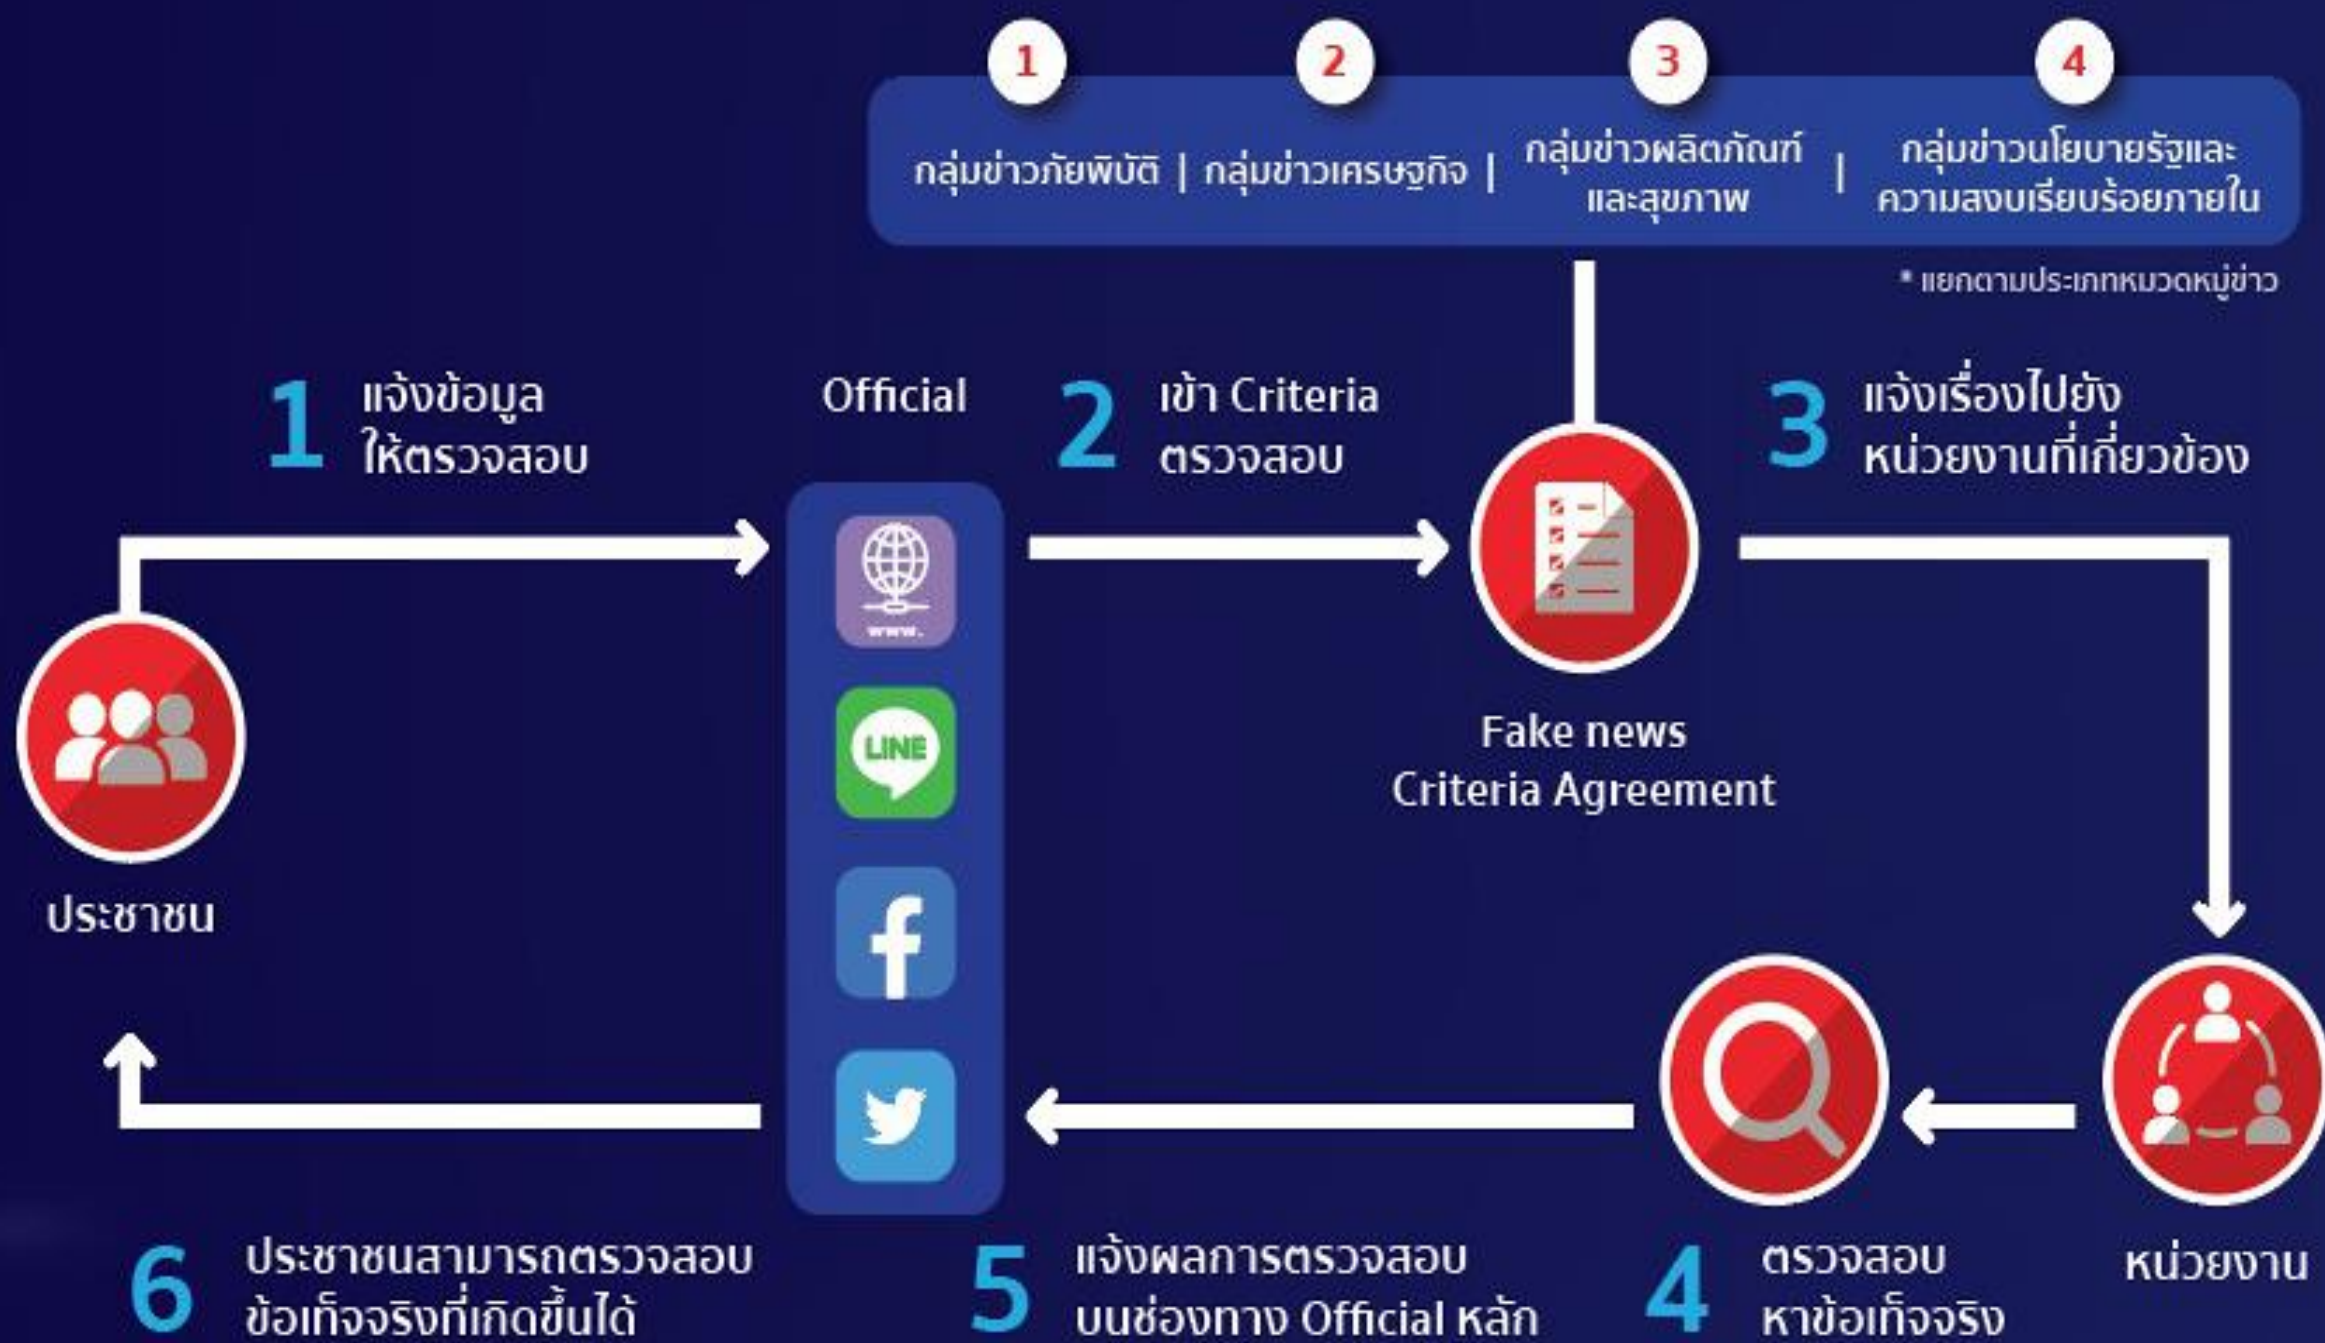 1
2
3
4
กลุ่มข่าวภัยพิบัติ | กลุ่มข่าวเศรษฐกิจ |
กลุ่มข่าวผลิตภัณฑ์
และสุขภาพ
|
กลุ่มข่าวนโยบายรัฐและ
ความสงบเรียบร้อยภายใน
* แยกตามประเภทหมวดหมู่ข่าว
1
แจ้งข้อมูล
ให้ตรวจสอบ
Official
2
เข้า Criteria
ตรวจสอบ
3
แจ้งเรื่องไปยัง
หน่วยงานที่เกี่ยวข้อง
www.
LINE
Fake news
Criteria Agreement
ประชาชน
6
ประชาชนสามารถตรวจสอบ
ข้อเท็จจริงที่เกิดขึ้นได้
5
แจ้งผลการตรวจสอบ
บนช่องทาง Official หลัก
4
ตรวจสอบ
หาข้อเท็จจริง
หน่วยงาน